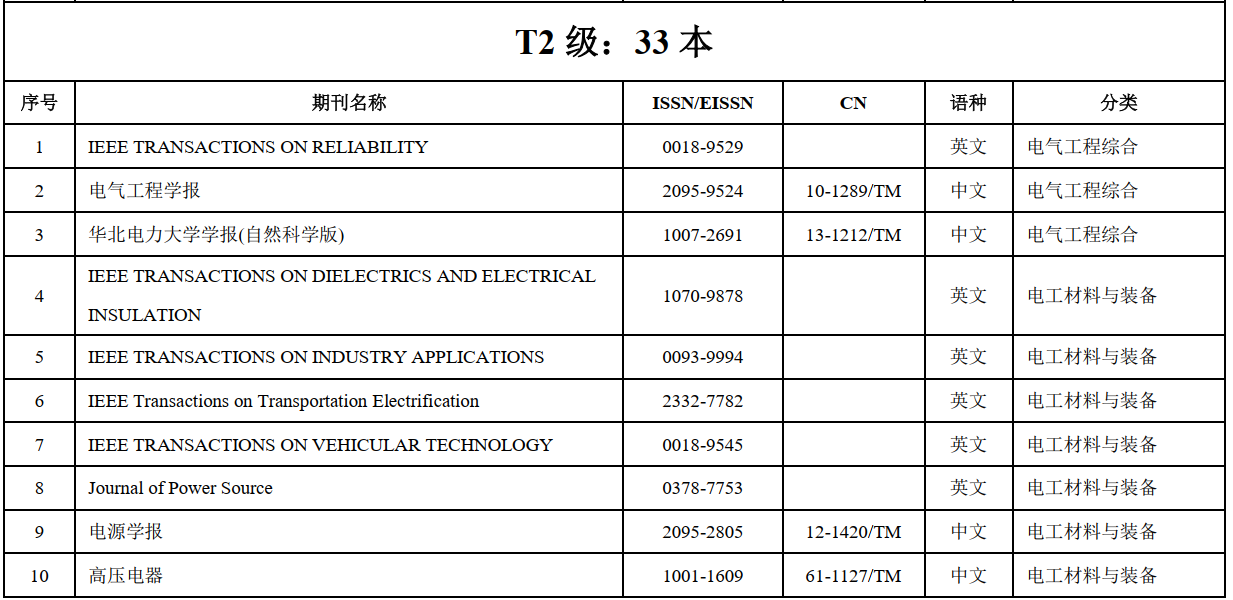 T2 级：33 本
序号 期刊名称 ISSN/EISSN CN 语种 分类
1 IEEE TRANSACTIONS ON RELIABILITY 0018-9529 英文 电气工程综合
2 电气工程学报 2095-9524 10-1289/TM 中文 电气工程综合
3 华北电力大学学报(自然科学版) 1007-2691 13-1212/TM 中文 电气工程综合
4 IEEE TRANSACTIONS ON DIELECTRICS AND ELECTRICAL
INSULATION 1070-9878 英文 电工材料与装备
5 IEEE TRANSACTIONS ON INDUSTRY APPLICATIONS 0093-9994 英文 电工材料与装备
6 IEEE Transactions on Transportation Electrification 2332-7782 英文 电工材料与装备
7 IEEE TRANSACTIONS ON VEHICULAR TECHNOLOGY 0018-9545 英文 电工材料与装备
8 Journal of Power Source 0378-7753 英文 电工材料与装备
9 电源学报 2095-2805 12-1420/TM 中文 电工材料与装备
10 高压电器 1001-1609 61-1127/TM 中文 电工材料与装备